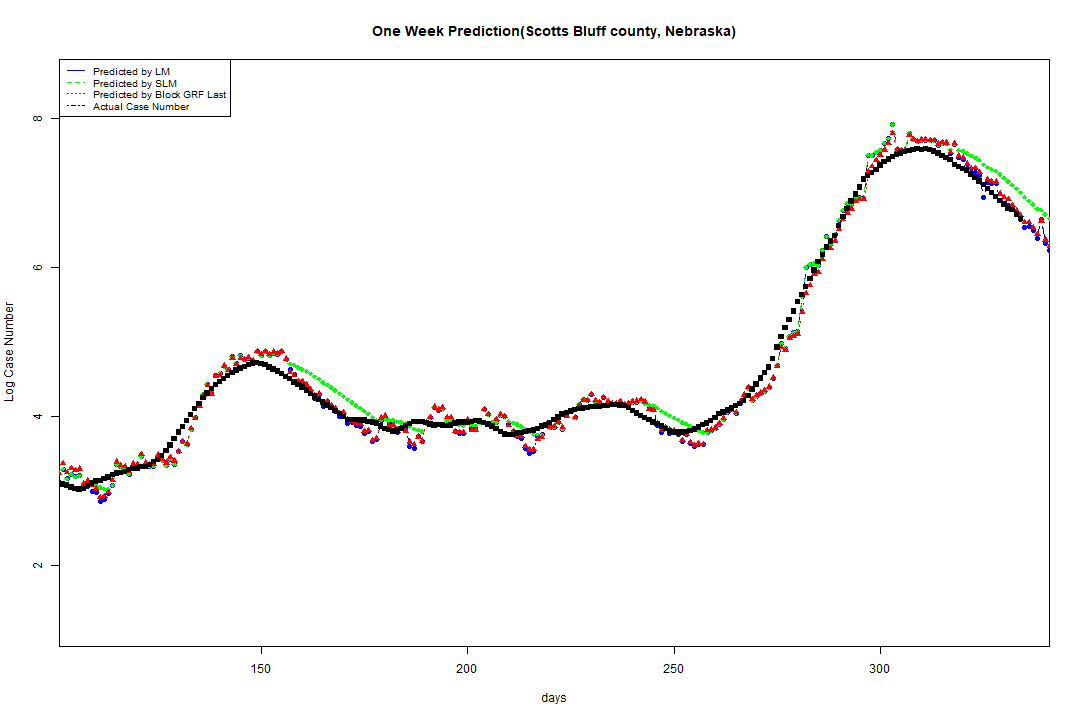 One Week Prediction(Scotts Bluff county, Nebraska)
Predicted by LM
Predicted by SLM
Predicted by Block GRF Last
Actual Case Number
8
6
4
2
Log Case Number
150 200 250 300
days